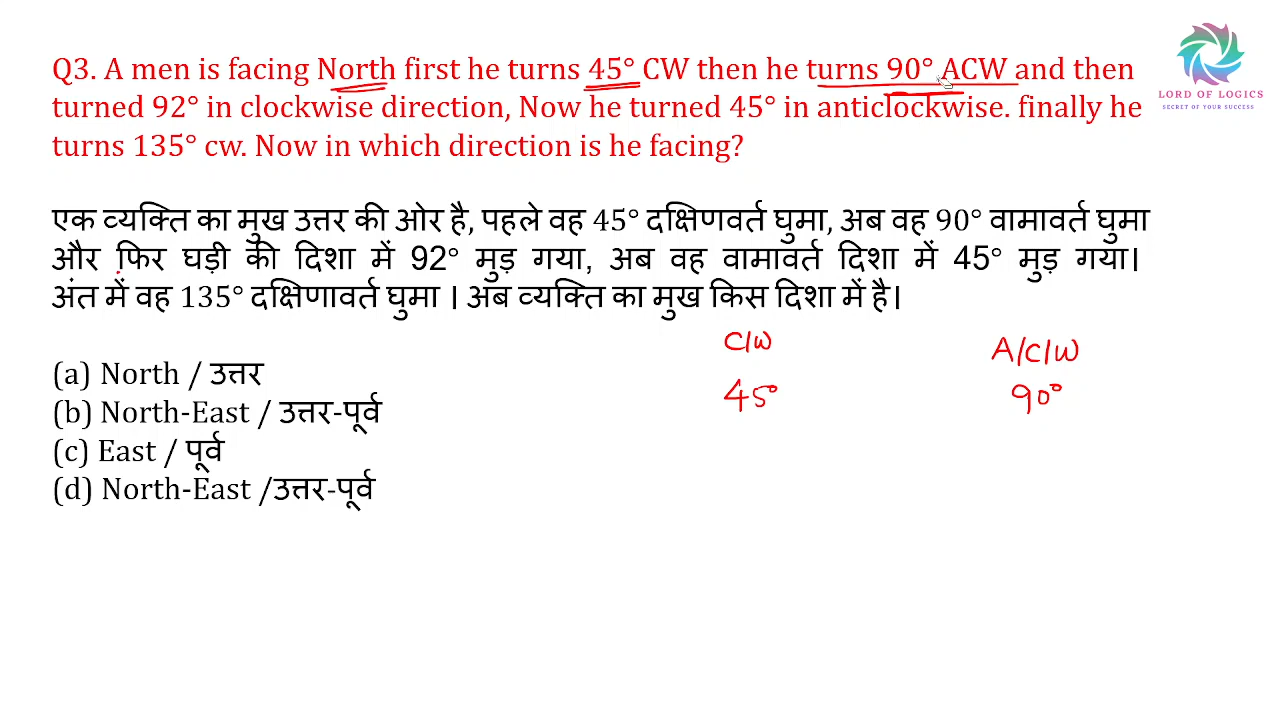 Q3. A men is facing North first he turns 45° CW then he turns 90° ACW and then
turned 92° in clockwise direction, Now he turned 45° in anticlockwise. finally he
turns 135° cw. Now in which direction is he facing?
LORD OF LOGICS
SECRET OF YOUR SUCCESS
एक व्यक्ति का मुख उत्तर की ओर है, पहले वह 45° दक्षिणवर्त घुमा, अब वह 90° वामावर्त घुमा
और फिर घड़ी की दिशा में 92° मुड़ गया, अब वह वामावर्त दिशा में 45° मुड़ गया।
अंत में वह 135° दक्षिणावर्त घुमा । अब व्यक्ति का मुख किस दिशा में है।
C/W A/C/W
45° 90°
(a) North / उत्तर
(b) North-East / उत्तर-पूर्व
(c) East / पूर्व
(d) North-East /उत्तर-पूर्व